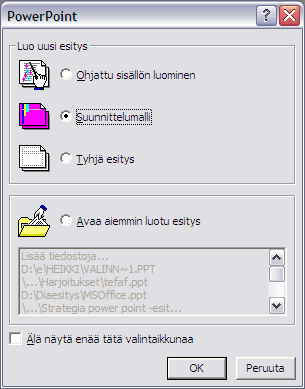 PowerPoint
Luo uusi esitys
Ohjattu sisällön luominen
Suunnittelumalli
Tyhjä esitys
Avaa aiemmin luotu esitys
Lisää tiedostoja...
D:\e\HEIKKI\VALINN~1.PPT
\...\Harjoitukset\tefaf.ppt
D:\Diaesitys\MSOffice.ppt
\...\Strategia power point -esit...
Älä näytä enää tätä valintaikkunaa
OK
Peruuta